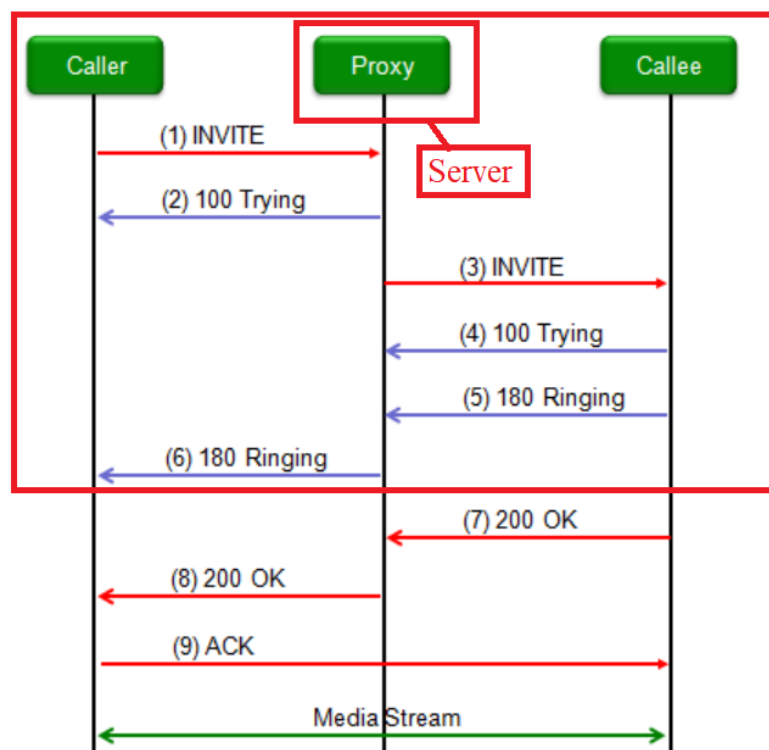 Caller
Proxy
Callee
(1) INVITE
Server
(2) 100 Trying
(3) INVITE
(4) 100 Trying
(5) 180 Ringing
(6) 180 Ringing
(7) 200 OK
(8) 200 OK
(9) ACK
Media Stream